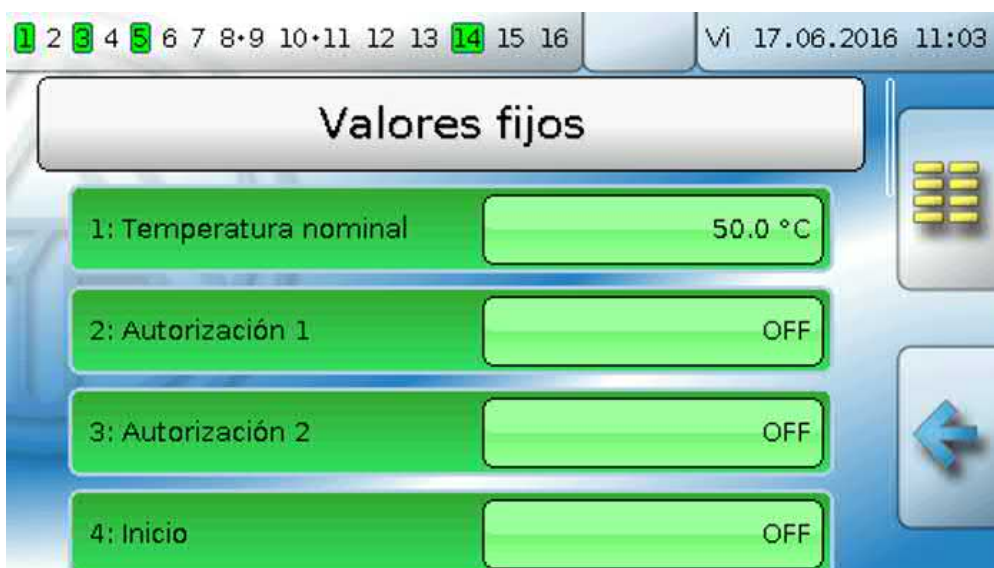 1 2 3 4 5 6 7 8·9 10·11 12 13 14 15 16 Vi 17.06.2016 11:03
Valores fijos
1: Temperatura nominal 50.0 °C
2: Autorización 1 OFF
3: Autorización 2 OFF
4: Inicio OFF